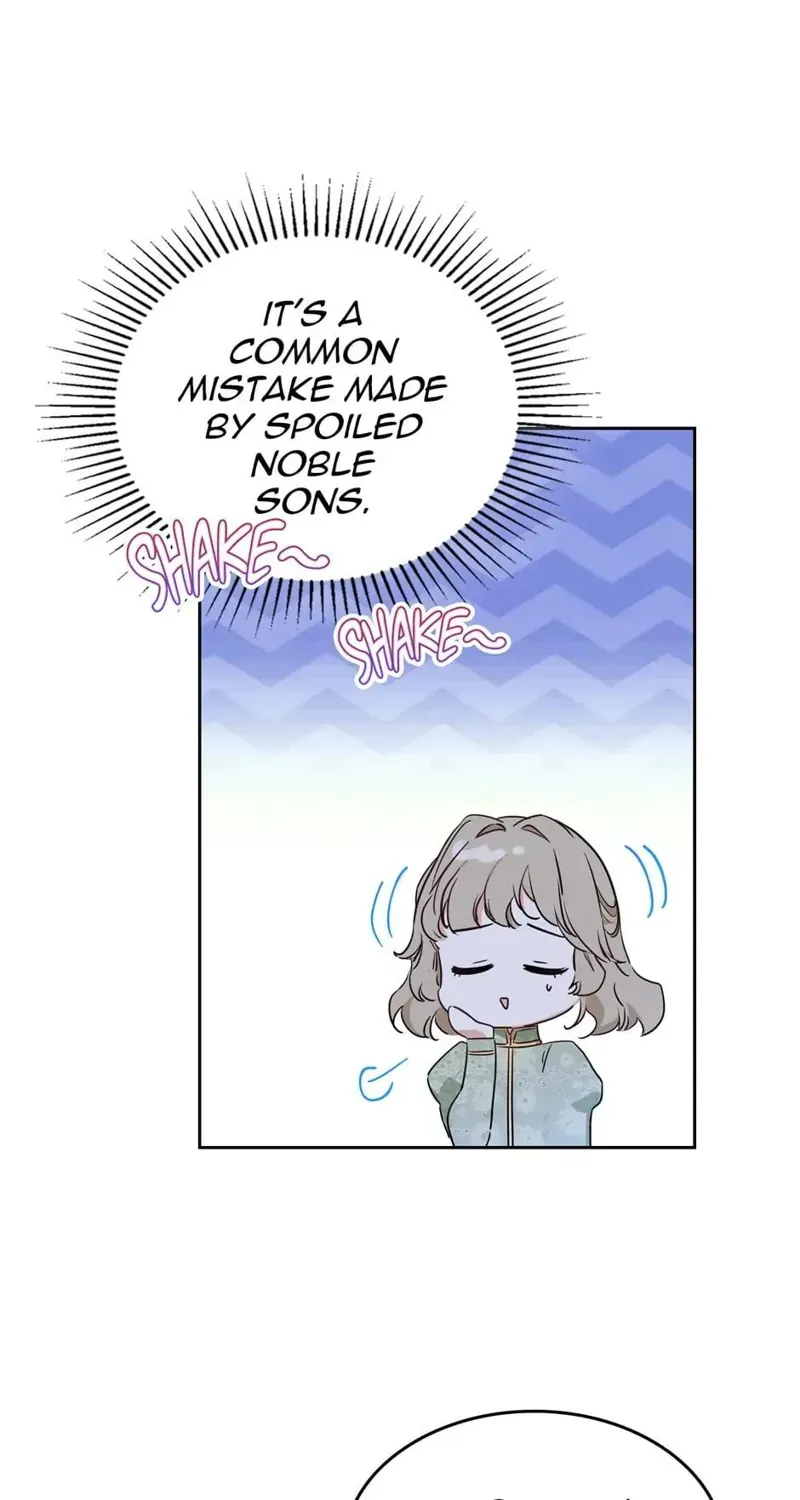 IT'S A
COMMON
MISTAKE MADE
BY SPOILED
NOBLE
SONS.
SHAKE~
SHAKE~